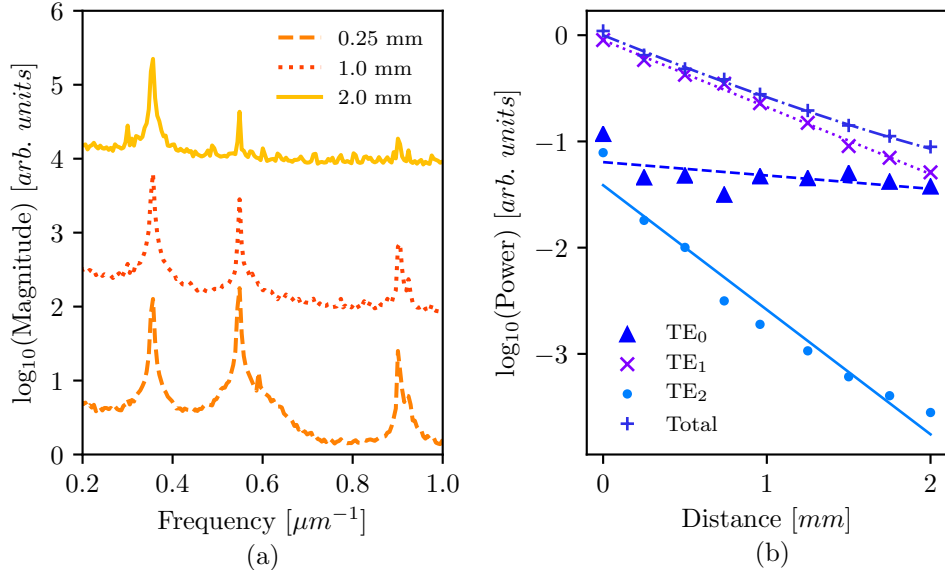 log₁₀(Magnitude) [arb. units]
6
5
4
3
2
1
0
0.25 mm
1.0 mm
2.0 mm
0.2
0.4
0.6
0.8
1.0
Frequency [μm⁻¹]
(a)
log₁₀(Power) [arb. units]
0
−1
−2
−3
TE₀
TE₁
TE₂
Total
0
1
2
Distance [mm]
(b)